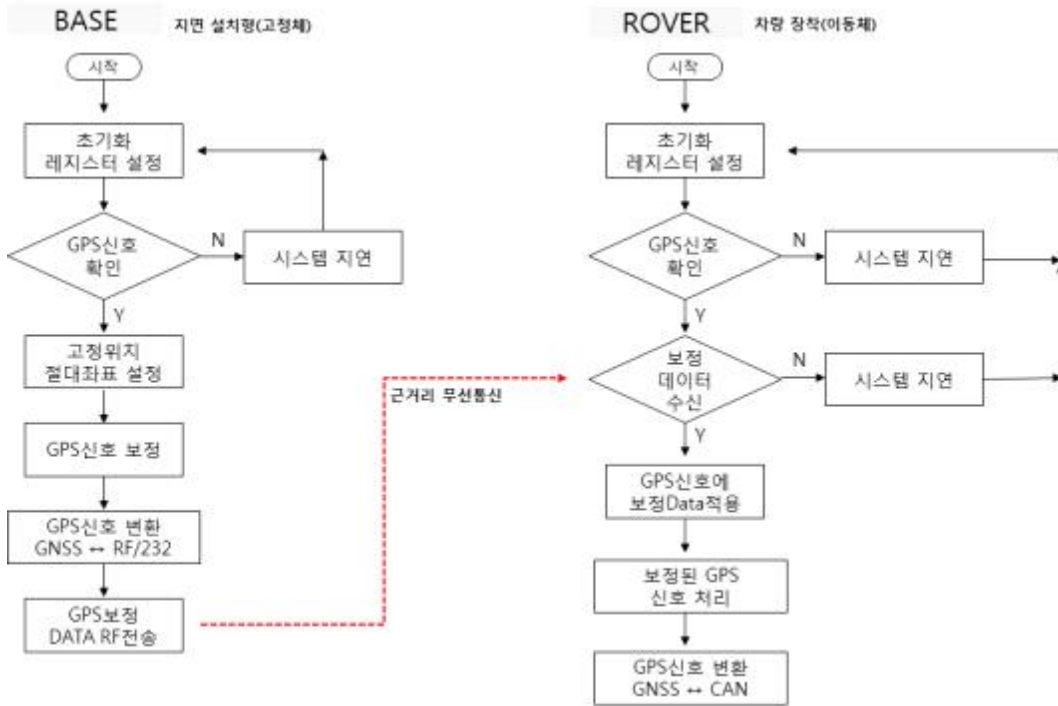 BASE 지면 설치형(고정체)
시작
초기화
레지스터 설정
GPS신호
확인
N
시스템 지연
Y
고정위치
절대좌표 설정
GPS신호 보정
GPS신호 변환
GNSS ↔ RF/232
GPS보정
DATA RF전송
근거리 무선통신
ROVER 차량 장착(이동체)
시작
초기화
레지스터 설정
GPS신호
확인
N
시스템 지연
Y
보정
데이터
수신
N
시스템 지연
Y
GPS신호에
보정Data적용
보정된 GPS
신호 처리
GPS신호 변환
GNSS ↔ CAN